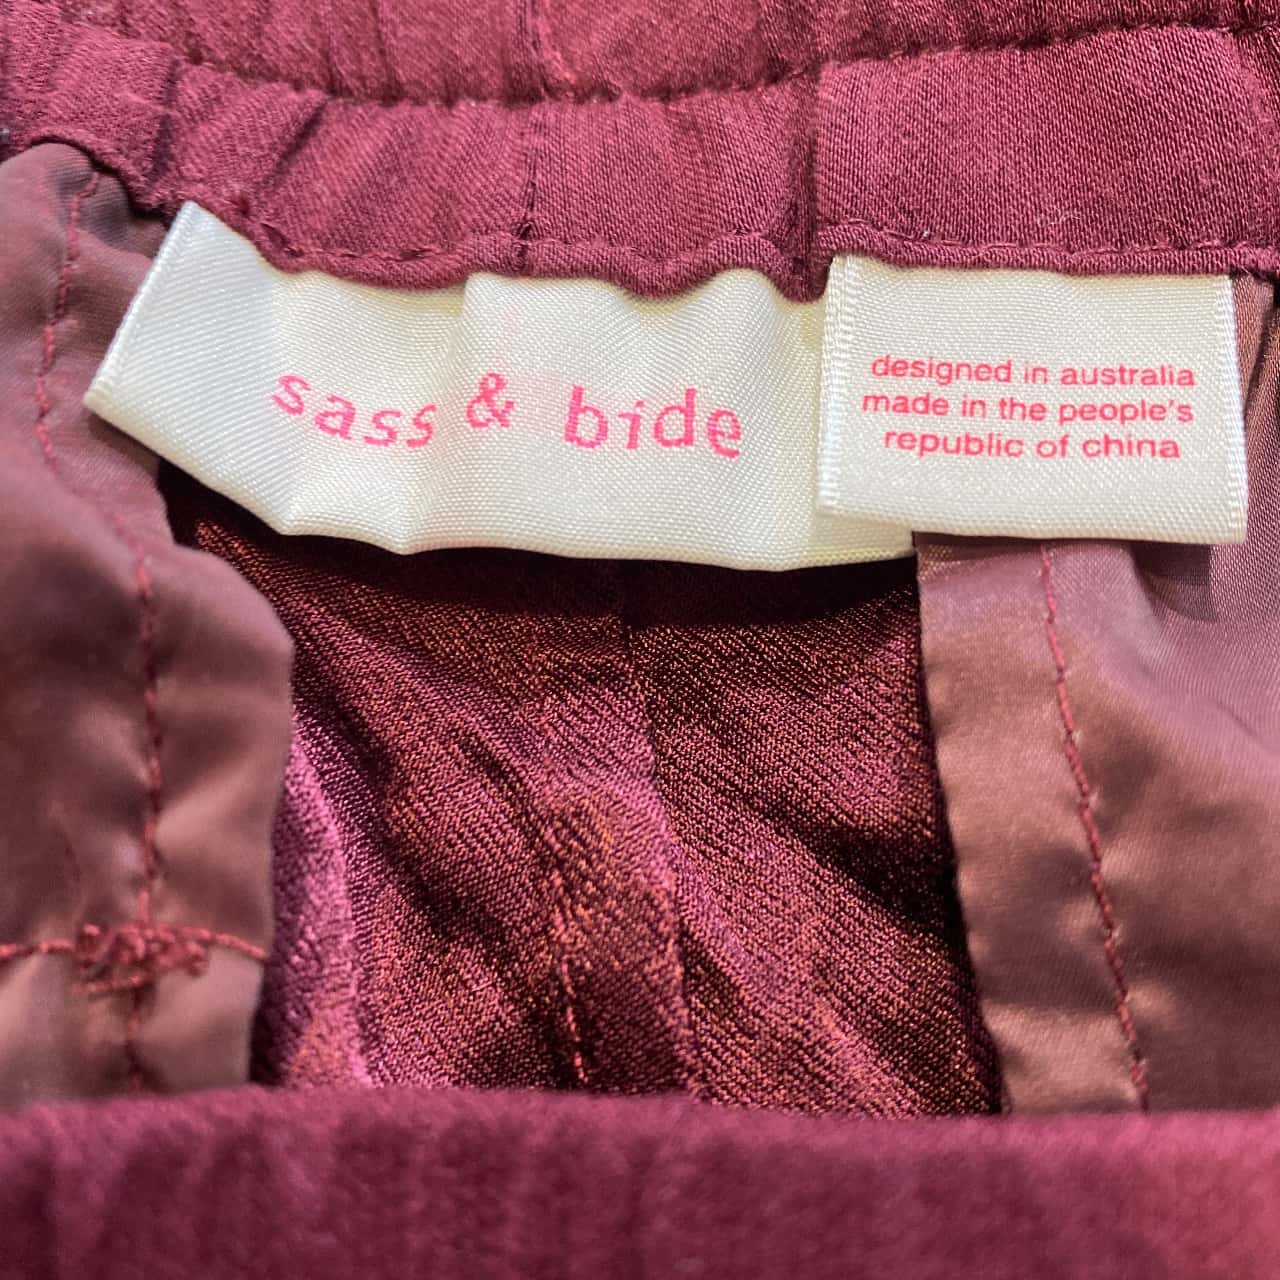 sass & bide
designed in australia
made in the people's
republic of china